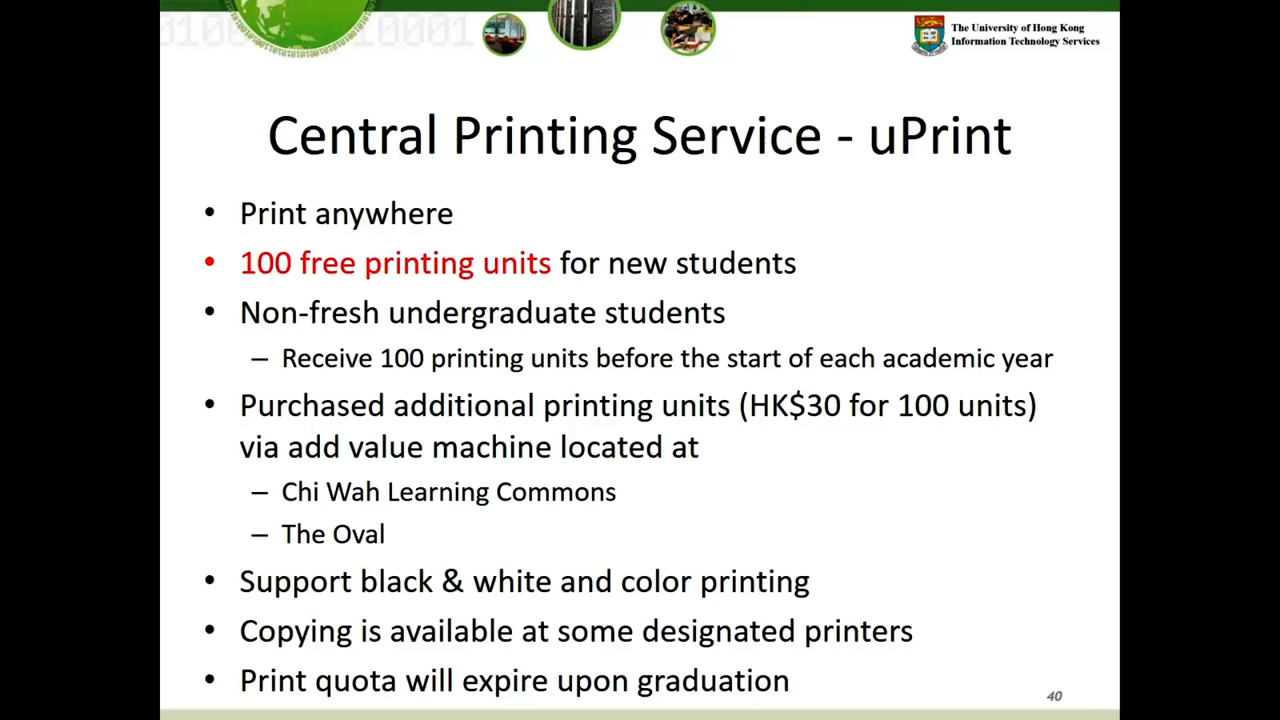 The University of Hong Kong
Information Technology Services
Central Printing Service - uPrint
• Print anywhere
• 100 free printing units for new students
• Non-fresh undergraduate students
– Receive 100 printing units before the start of each academic year
• Purchased additional printing units (HK$30 for 100 units)
via add value machine located at
– Chi Wah Learning Commons
– The Oval
• Support black & white and color printing
• Copying is available at some designated printers
• Print quota will expire upon graduation
40